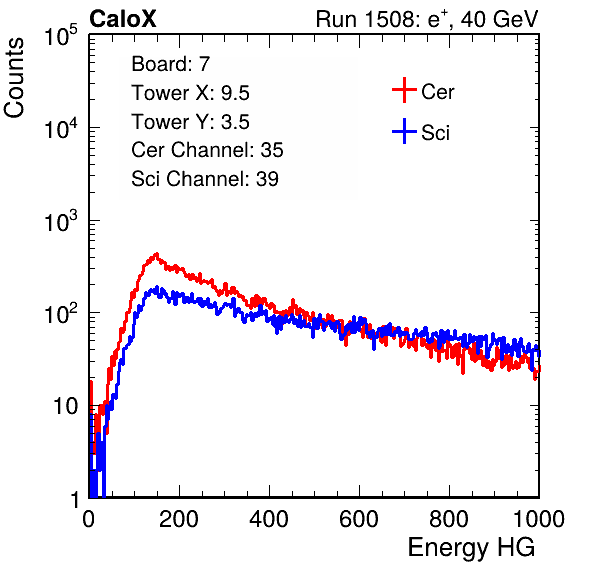 CaloX Run 1508: e⁺, 40 GeV
Board: 7
Tower X: 9.5
Tower Y: 3.5
Cer Channel: 35
Sci Channel: 39
Cer
Sci
Counts
10⁵
10⁴
10³
10²
10
1
0 200 400 600 800 1000
Energy HG